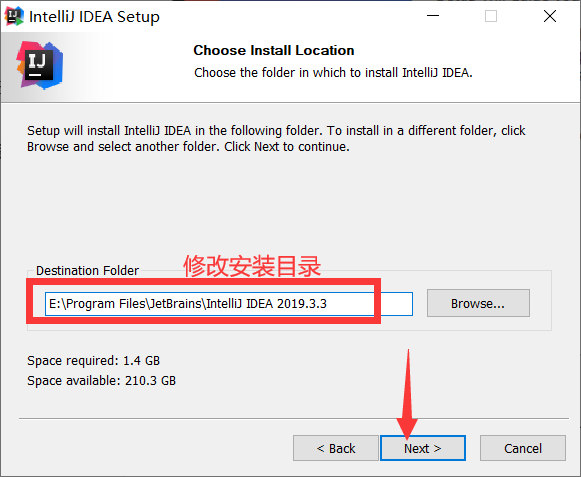 IntelliJ IDEA Setup
IJ
Choose Install Location
Choose the folder in which to install IntelliJ IDEA.
Setup will install IntelliJ IDEA in the following folder. To install in a different folder, click
Browse and select another folder. Click Next to continue.
修改安装目录
Destination Folder
E:\Program Files\JetBrains\IntelliJ IDEA 2019.3.3
Browse...
Space required: 1.4 GB
Space available: 210.3 GB
< Back
Next >
Cancel